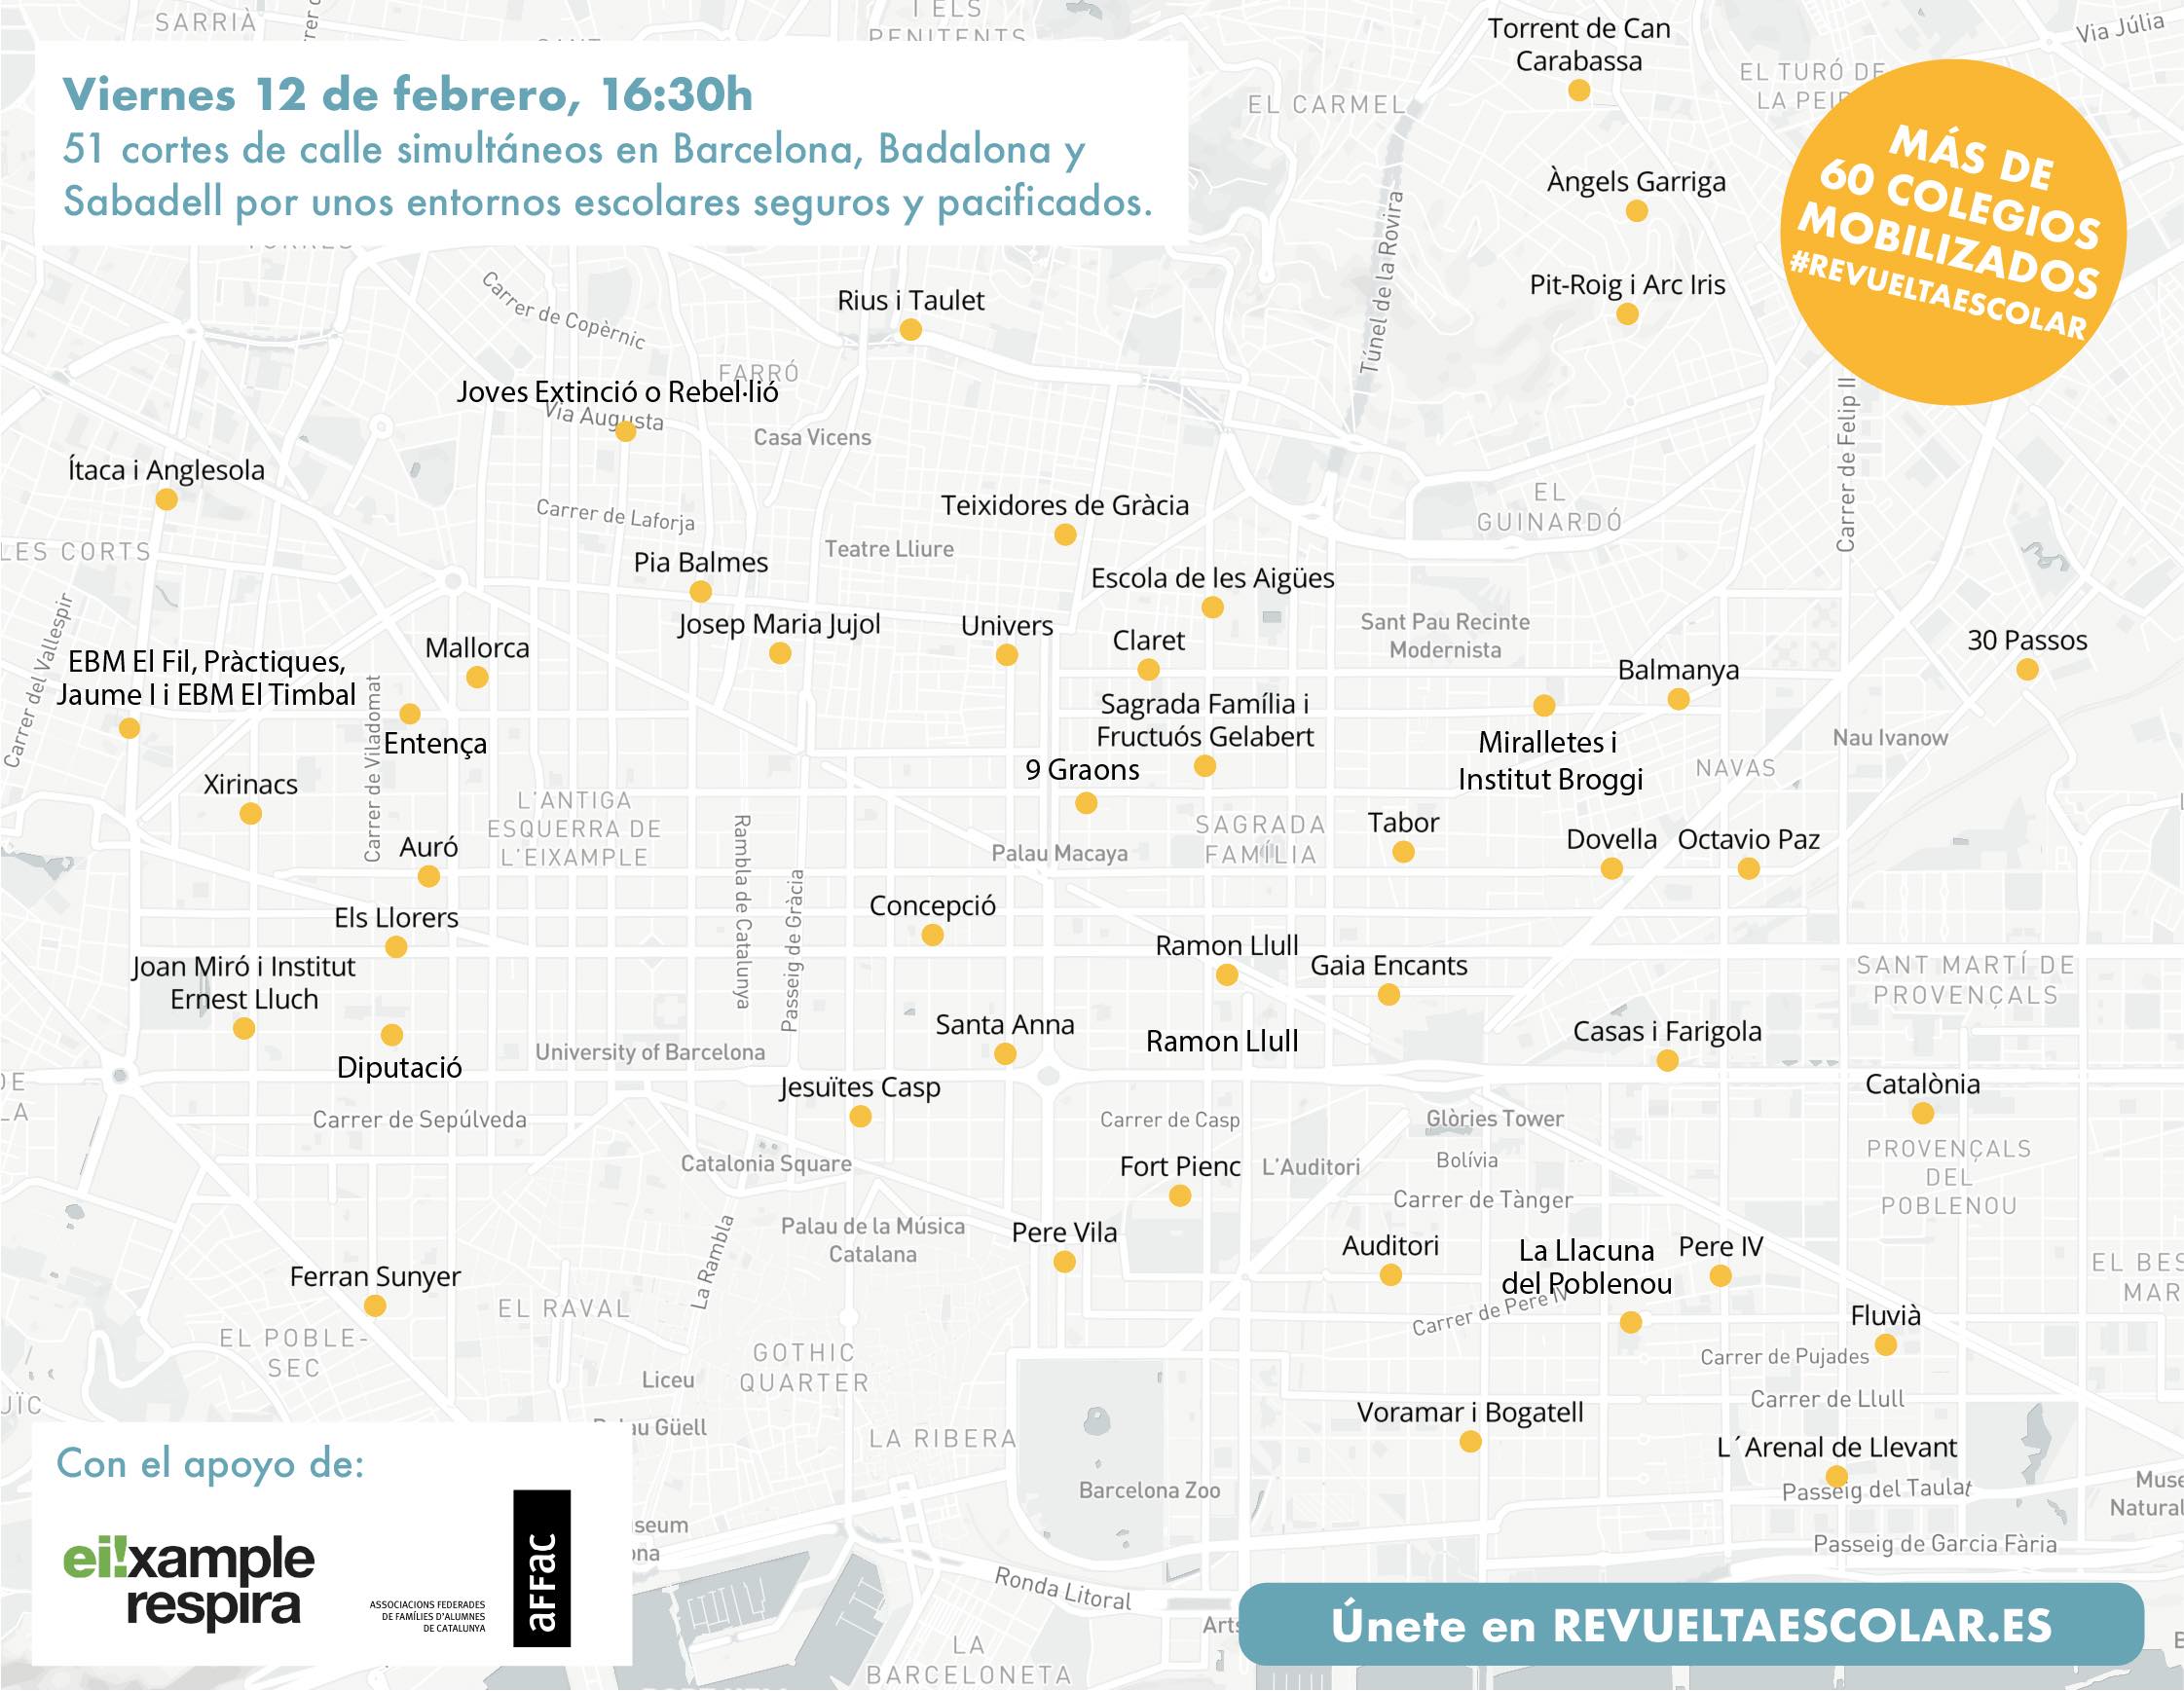 SARRIÀ
I ELS
PENITENTS
Torrent de Can
Carabassa
Via Júlia
EL TURÓ DE
EL CARMEL
Viernes 12 de febrero, 16:30h
51 cortes de calle simultáneos en Barcelona, Badalona y
Sabadell por unos entornos escolares seguros y pacificados.
MÁS DE
60 COLEGIOS
MOBILIZADOS
#REVUELTAESCOLAR
Àngels Garriga
Túnel de la Rovira
Pit-Roig i Arc Iris
Carrer de Copèrnic
Rius i Taulet
FARRÓ
Joves Extinció o Rebel·lió
Via Augusta
Casa Vicens
Carrer de Felip II
Ítaca i Anglesola
EL
GUINARDÓ
Teixidores de Gràcia
Carrer de Laforja
LES CORTS
Teatre Lliure
Pia Balmes
Escola de les Aigües
Josep Maria Jujol
Univers
Claret
Sant Pau Recinte
Modernista
30 Passos
Carrer del Vallespir
Mallorca
EBM El Fil, Pràctiques,
Jaume I i EBM El Timbal
Balmanya
Sagrada Família i
Fructuós Gelabert
Entença
Carrer de Viladomat
9 Graons
Miralletes i
Institut Broggi
Nau Ivanow
NAVAS
Xirinacs
L'ANTIGA
ESQUERRA DE
L'EIXAMPLE
SAGRADA
FAMÍLIA
Tabor
Auró
Palau Macaya
Dovella
Octavio Paz
Rambla de Catalunya
Passeig de Gràcia
Els Llorers
Concepció
Ramon Llull
Gaia Encants
Joan Miró i Institut
Ernest Lluch
SANT MARTÍ DE
PROVENÇALS
Santa Anna
Ramon Llull
Casas i Farigola
Diputació
University of Barcelona
Jesuïtes Casp
Catalònia
Carrer de Sepúlveda
Carrer de Casp
Glòries Tower
Catalonia Square
Fort Pienc
L'Auditori
Bolívia
PROVENÇALS
DEL
POBLENOU
Carrer de Tànger
La Rambla
Palau de la Música
Catalana
Pere Vila
Auditori
La Llacuna
del Poblenou
Pere IV
Ferran Sunyer
EL RAVAL
Carrer de Pere IV
Fluvià
EL POBLE-
SEC
GOTHIC
QUARTER
Carrer de Pujades
Liceu
Carrer de Llull
Voramar i Bogatell
LA RIBERA
L´Arenal de Llevant
Passeig del Taulat
Barcelona Zoo
Passeig de Garcia Fària
Con el apoyo de:
ei!xample
respira
ASSOCIACIONS FEDERADES
DE FAMÍLIES D'ALUMNES
DE CATALUNYA
aFFac
Ronda Litoral
LA
BARCELONETA
Únete en REVUELTAESCOLAR.ES